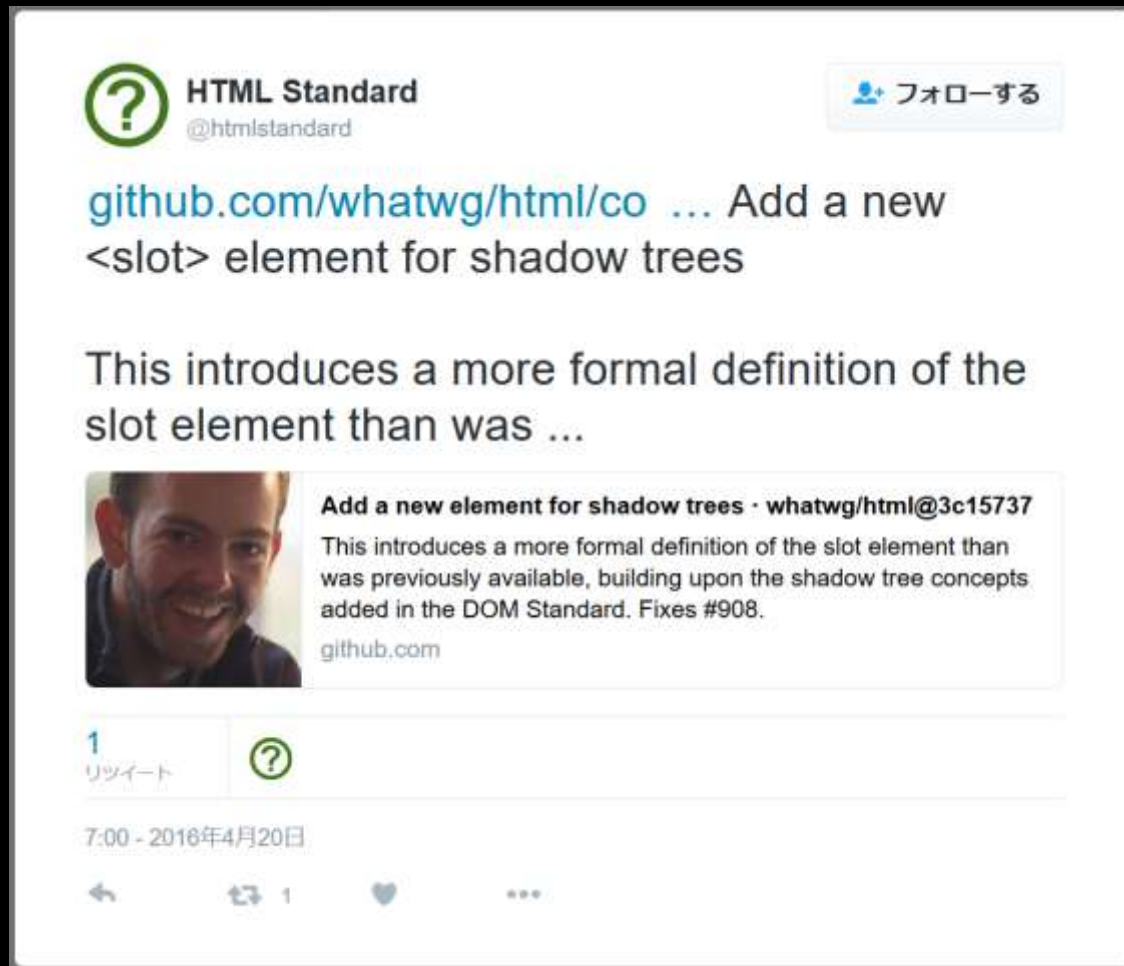 HTML Standard
フォローする
@htmlstandard
github.com/whatwg/html/co … Add a new
<slot> element for shadow trees
This introduces a more formal definition of the
slot element than was ...
Add a new element for shadow trees · whatwg/html@3c15737
This introduces a more formal definition of the slot element than
was previously available, building upon the shadow tree concepts
added in the DOM Standard. Fixes #908.
github.com
1
リツイート
7:00 - 2016年4月20日
1